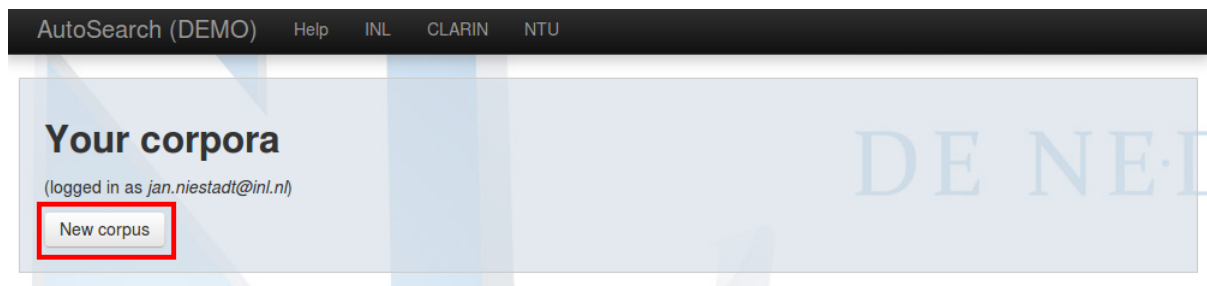 AutoSearch (DEMO) Help INL CLARIN NTU
Your corpora
(logged in as jan.niestadt@inl.nl)
New corpus
DE NE·